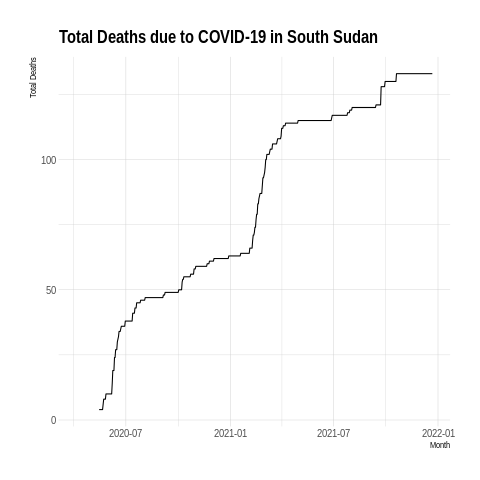 Total Deaths due to COVID-19 in South Sudan
Total Deaths
100
50
0
2020-07
2021-01
2021-07
2022-01
Month